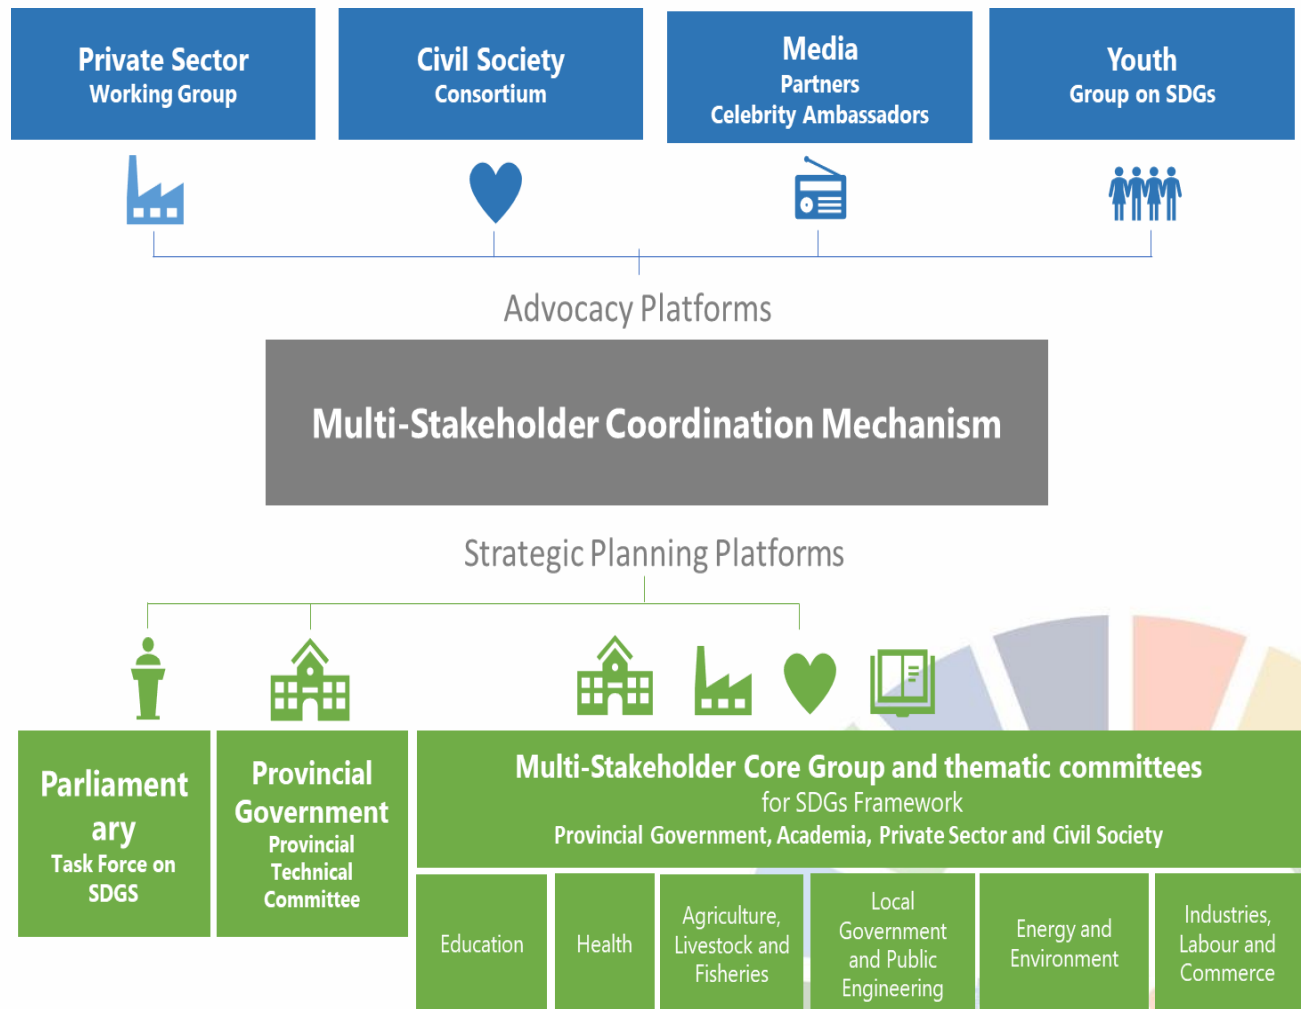 Private Sector
Working Group
Civil Society
Consortium
Media
Partners
Celebrity Ambassadors
Youth
Group on SDGs
Advocacy Platforms
Multi-Stakeholder Coordination Mechanism
Strategic Planning Platforms
Parliament
ary
Task Force on
SDGS
Provincial
Government
Provincial
Technical
Committee
Multi-Stakeholder Core Group and thematic committees
for SDGs Framework
Provincial Government, Academia, Private Sector and Civil Society
Education
Health
Agriculture,
Livestock and
Fisheries
Local
Government
and Public
Engineering
Energy and
Environment
Industries,
Labour and
Commerce